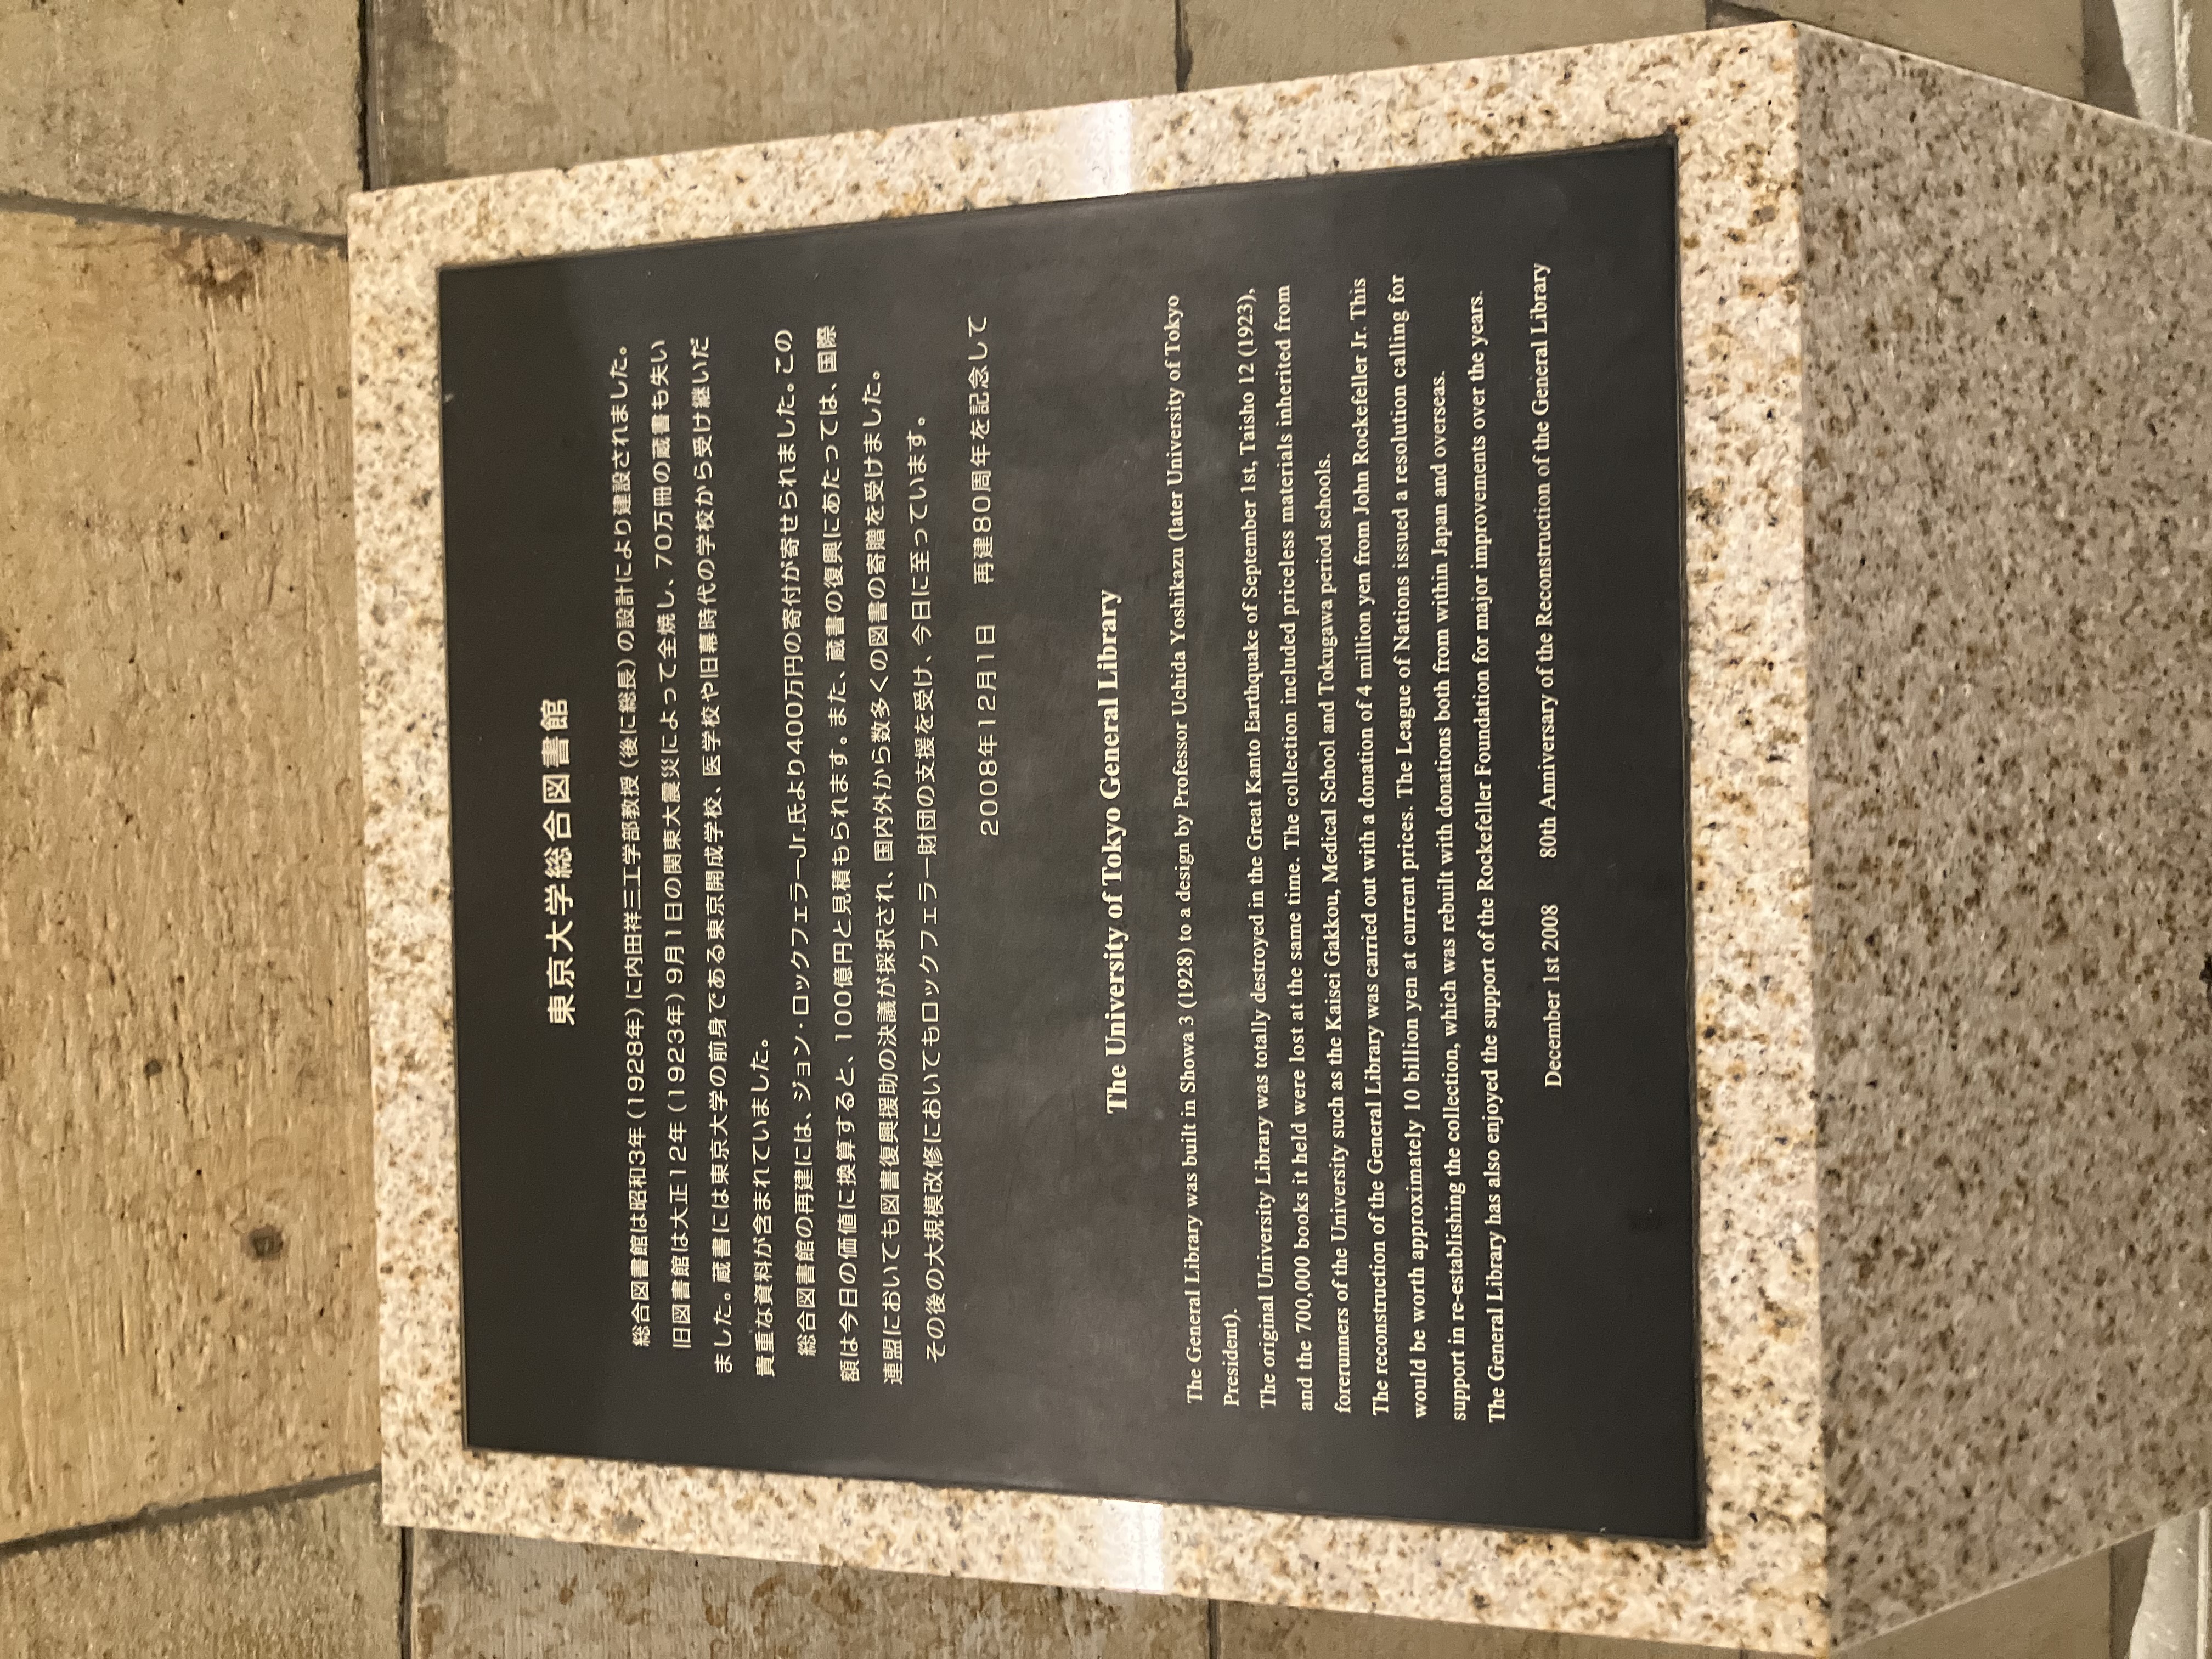 東京大学総合図書館
総合図書館は昭和3年（1928年）に内田祥三工学部教授（後に総長）の設計により建設されました。
旧図書館は大正12年（1923年）9月1日の関東大震災によって全焼し、70万冊の蔵書も失い
ました。蔵書には東京大学の前身である東京開成学校、医学校や旧幕時代の学校から受け継いだ
貴重な資料が含まれていました。
総合図書館の再建には、ジョン・ロックフェラーJr.氏より400万円の寄付が寄せられました。この
額は今日の価値に換算すると、100億円と見積もられます。また、蔵書の復興にあたっては、国際
連盟においても図書復興援助の決議が採択され、国内外から数多くの図書の寄贈を受けました。
その後の大規模改修においてもロックフェラー財団の支援を受け、今日に至っています。
2008年12月1日　再建80周年を記念して
The University of Tokyo General Library
The General Library was built in Showa 3 (1928) to a design by Professor Uchida Yoshikazu (later University of Tokyo
President).
The original University Library was totally destroyed in the Great Kanto Earthquake of September 1st, Taisho 12 (1923),
and the 700,000 books it held were lost at the same time. The collection included priceless materials inherited from
forerunners of the University such as the Kaisei Gakkou, Medical School and Tokugawa period schools.
The reconstruction of the General Library was carried out with a donation of 4 million yen from John Rockefeller Jr. This
would be worth approximately 10 billion yen at current prices. The League of Nations issued a resolution calling for
support in re-establishing the collection, which was rebuilt with donations both from within Japan and overseas.
The General Library has also enjoyed the support of the Rockefeller Foundation for major improvements over the years.
December 1st 2008　80th Anniversary of the Reconstruction of the General Library